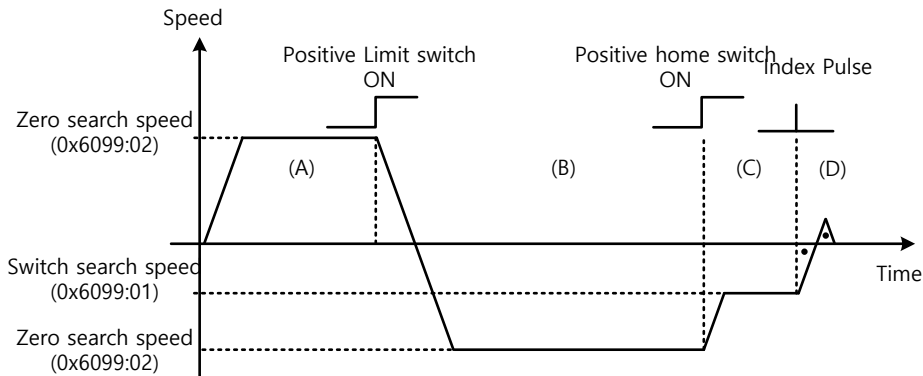 Speed
Positive Limit switch
ON
Positive home switch
ON
Index Pulse
Zero search speed
(0x6099:02)
(A)
(B)
(C)
(D)
Switch search speed
(0x6099:01)
Time
Zero search speed
(0x6099:02)